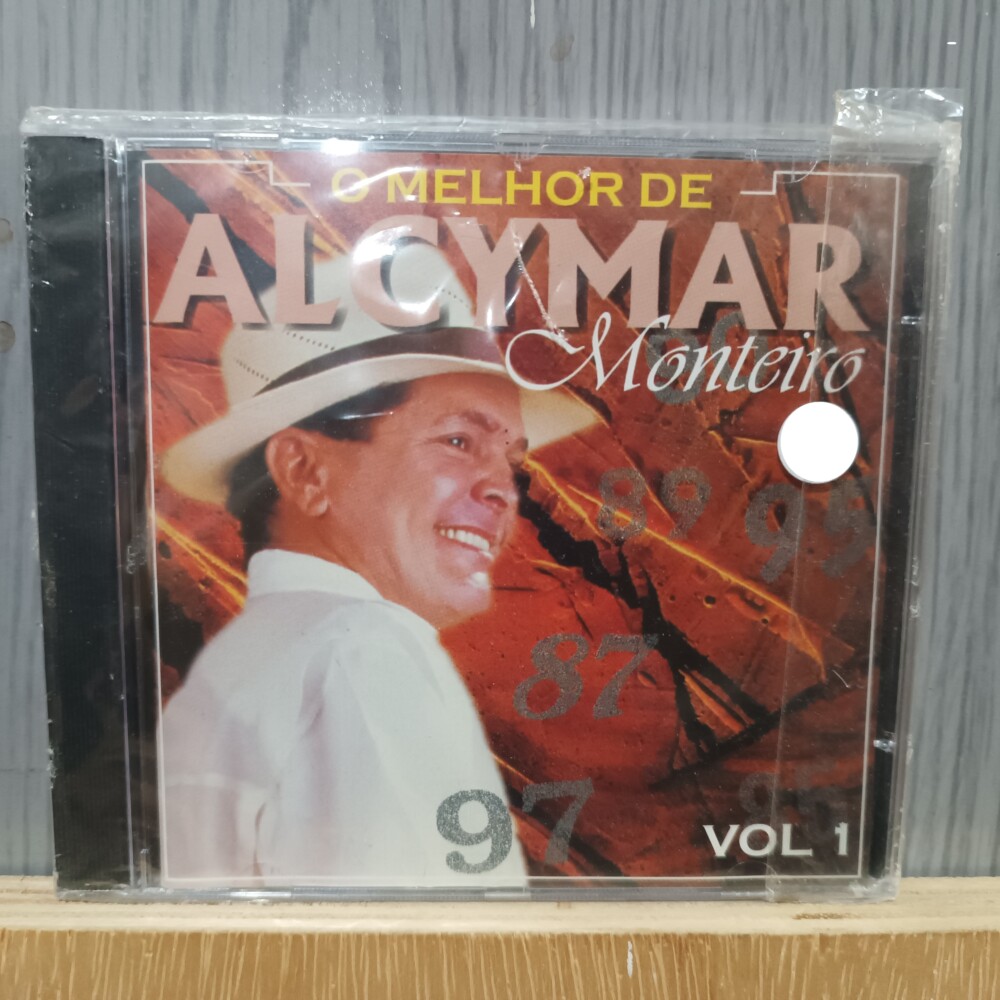 O MELHOR DE
ALCYMAR
Monteiro
89
95
87
97
VOL 1